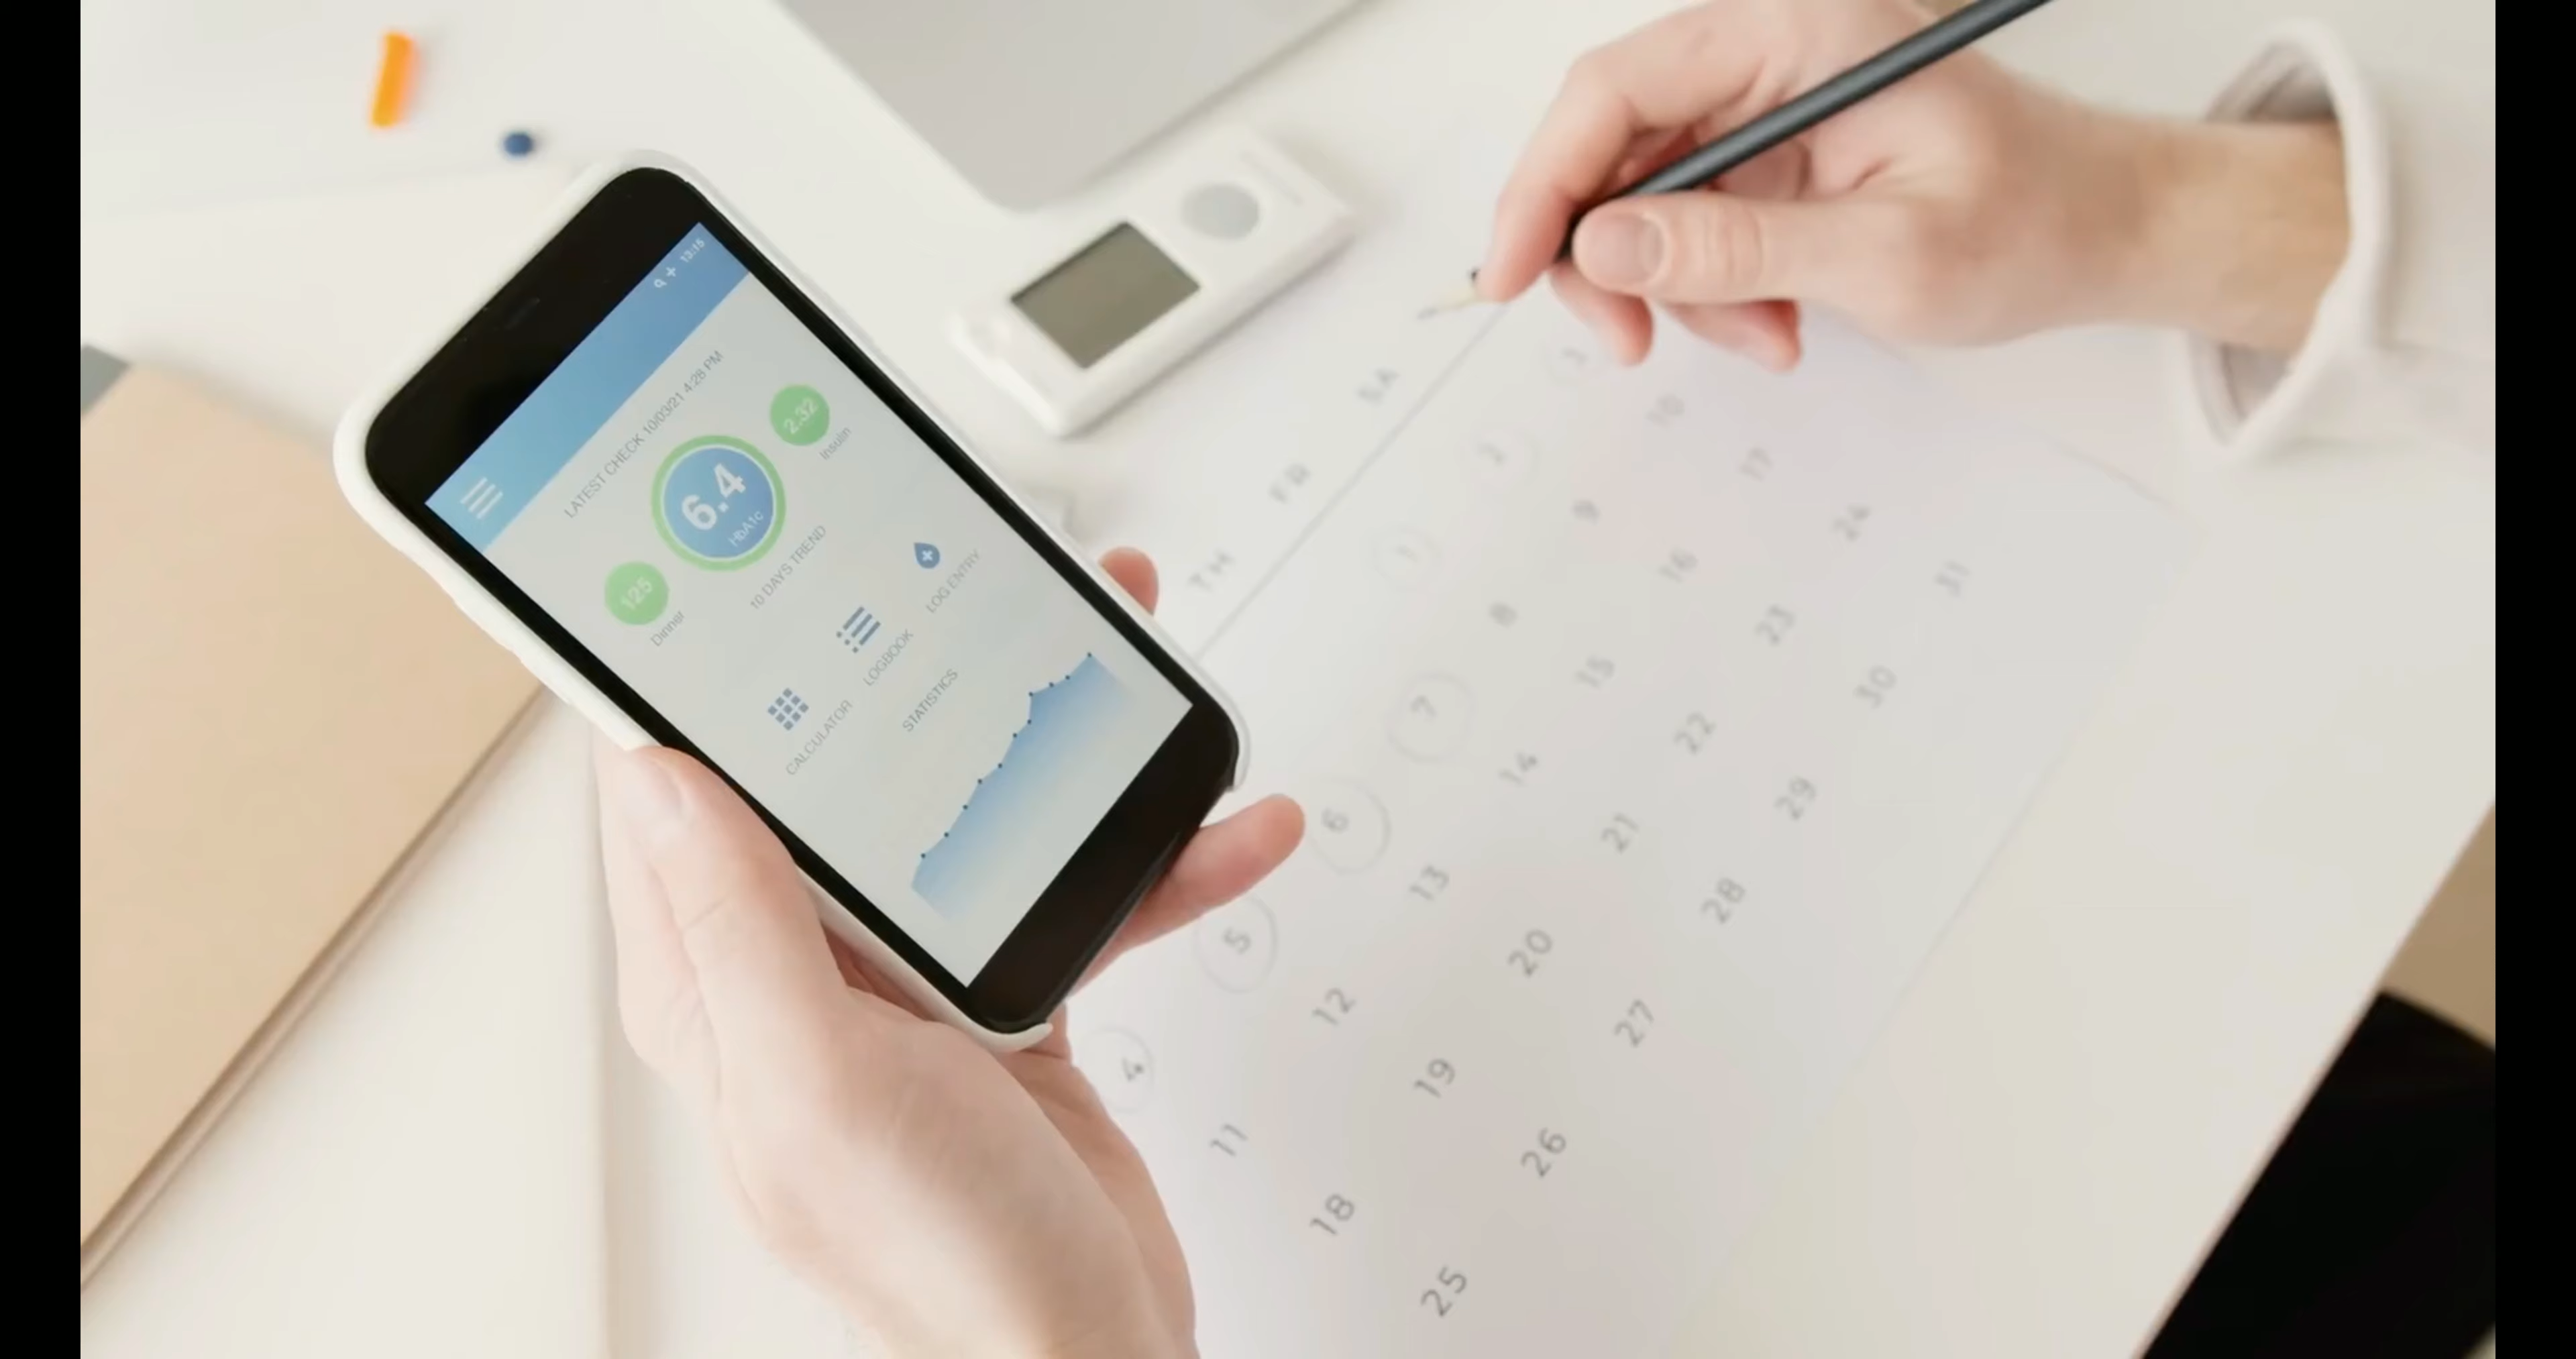 13:15
LATEST CHECK 10/03/21 4:28 PM
125 6.4 2.32
Dinner HbA1c Insulin
10 DAYS TREND
CALCULATOR LOGBOOK LOG ENTRY
STATISTICS
TH FR SA
1 2 3
4 5 6 7 8 9 10
11 12 13 14 15 16 17
18 19 20 21 22 23 24
25 26 27 28 29 30 31